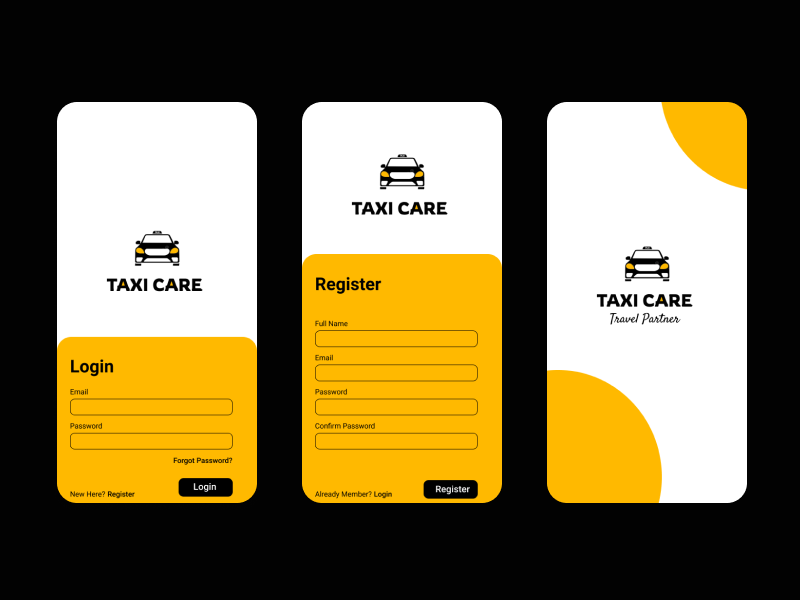 TAXI CARE
Login
Email
Password
Forgot Password?
New Here? Register
Login
TAXI CARE
Register
Full Name
Email
Password
Confirm Password
Already Member? Login
Register
TAXI CARE
Travel Partner